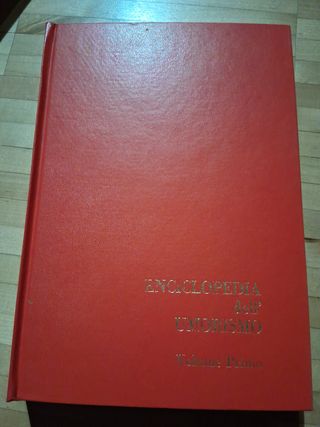 ENCICLOPEDIA
dell'
UMORISMO
Volume Primo